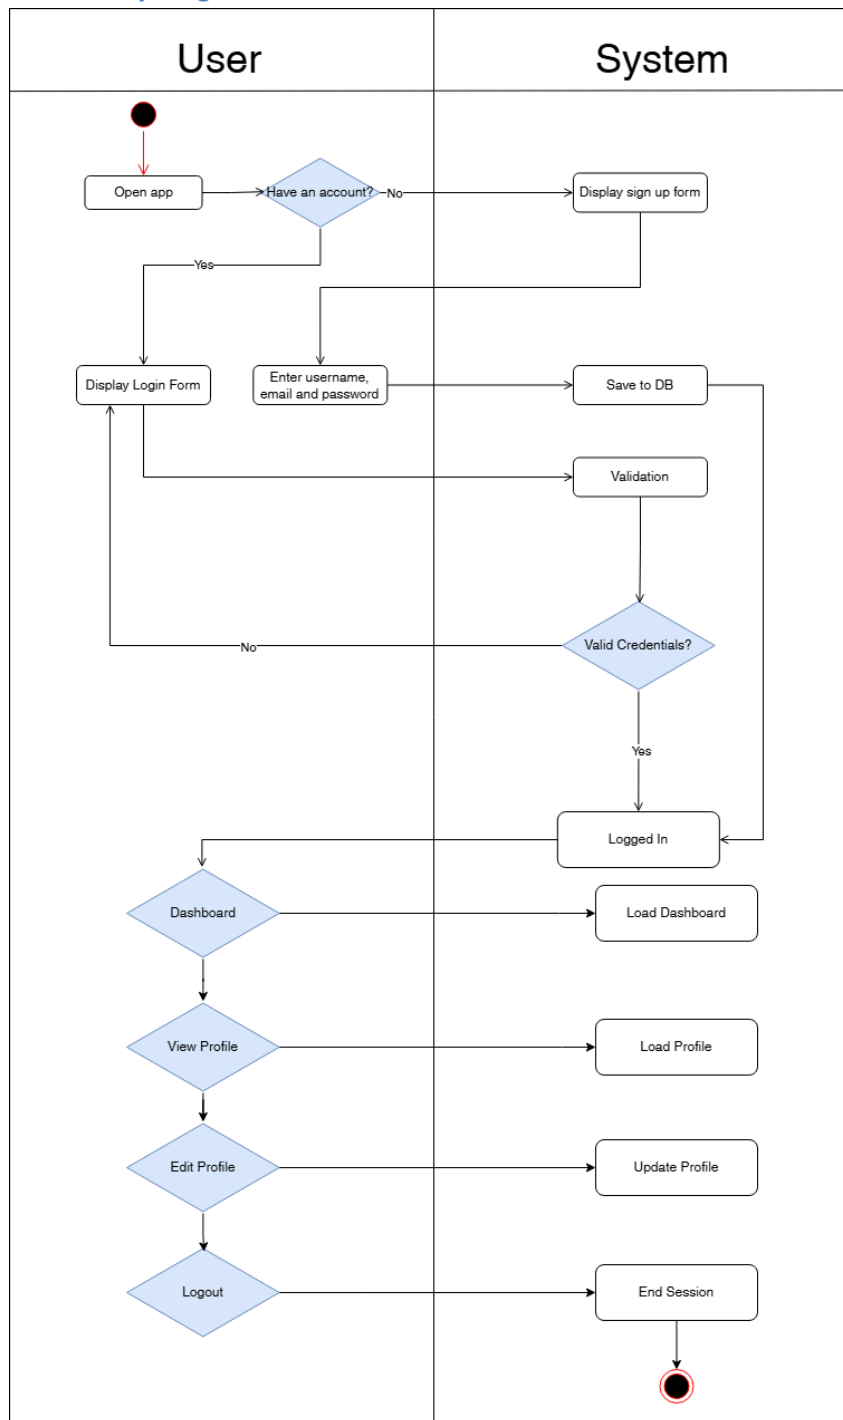 User
System
Open app
Have an account?
No
Display sign up form
Yes
Display Login Form
Enter username,
email and password
Save to DB
Validation
Valid Credentials?
No
Yes
Logged In
Dashboard
Load Dashboard
View Profile
Load Profile
Edit Profile
Update Profile
Logout
End Session